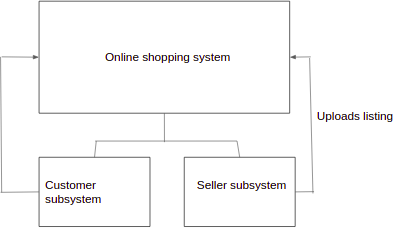 Online shopping system
Uploads listing
Customer
subsystem
Seller subsystem